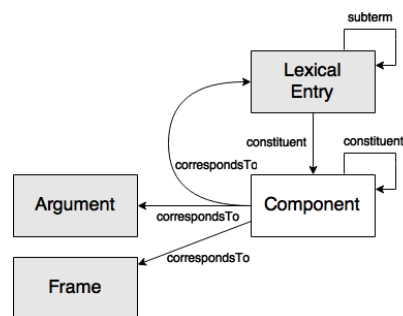 subterm
Lexical
Entry
constituent
constituent
correspondsTo
Argument
correspondsTo
Component
correspondsTo
Frame